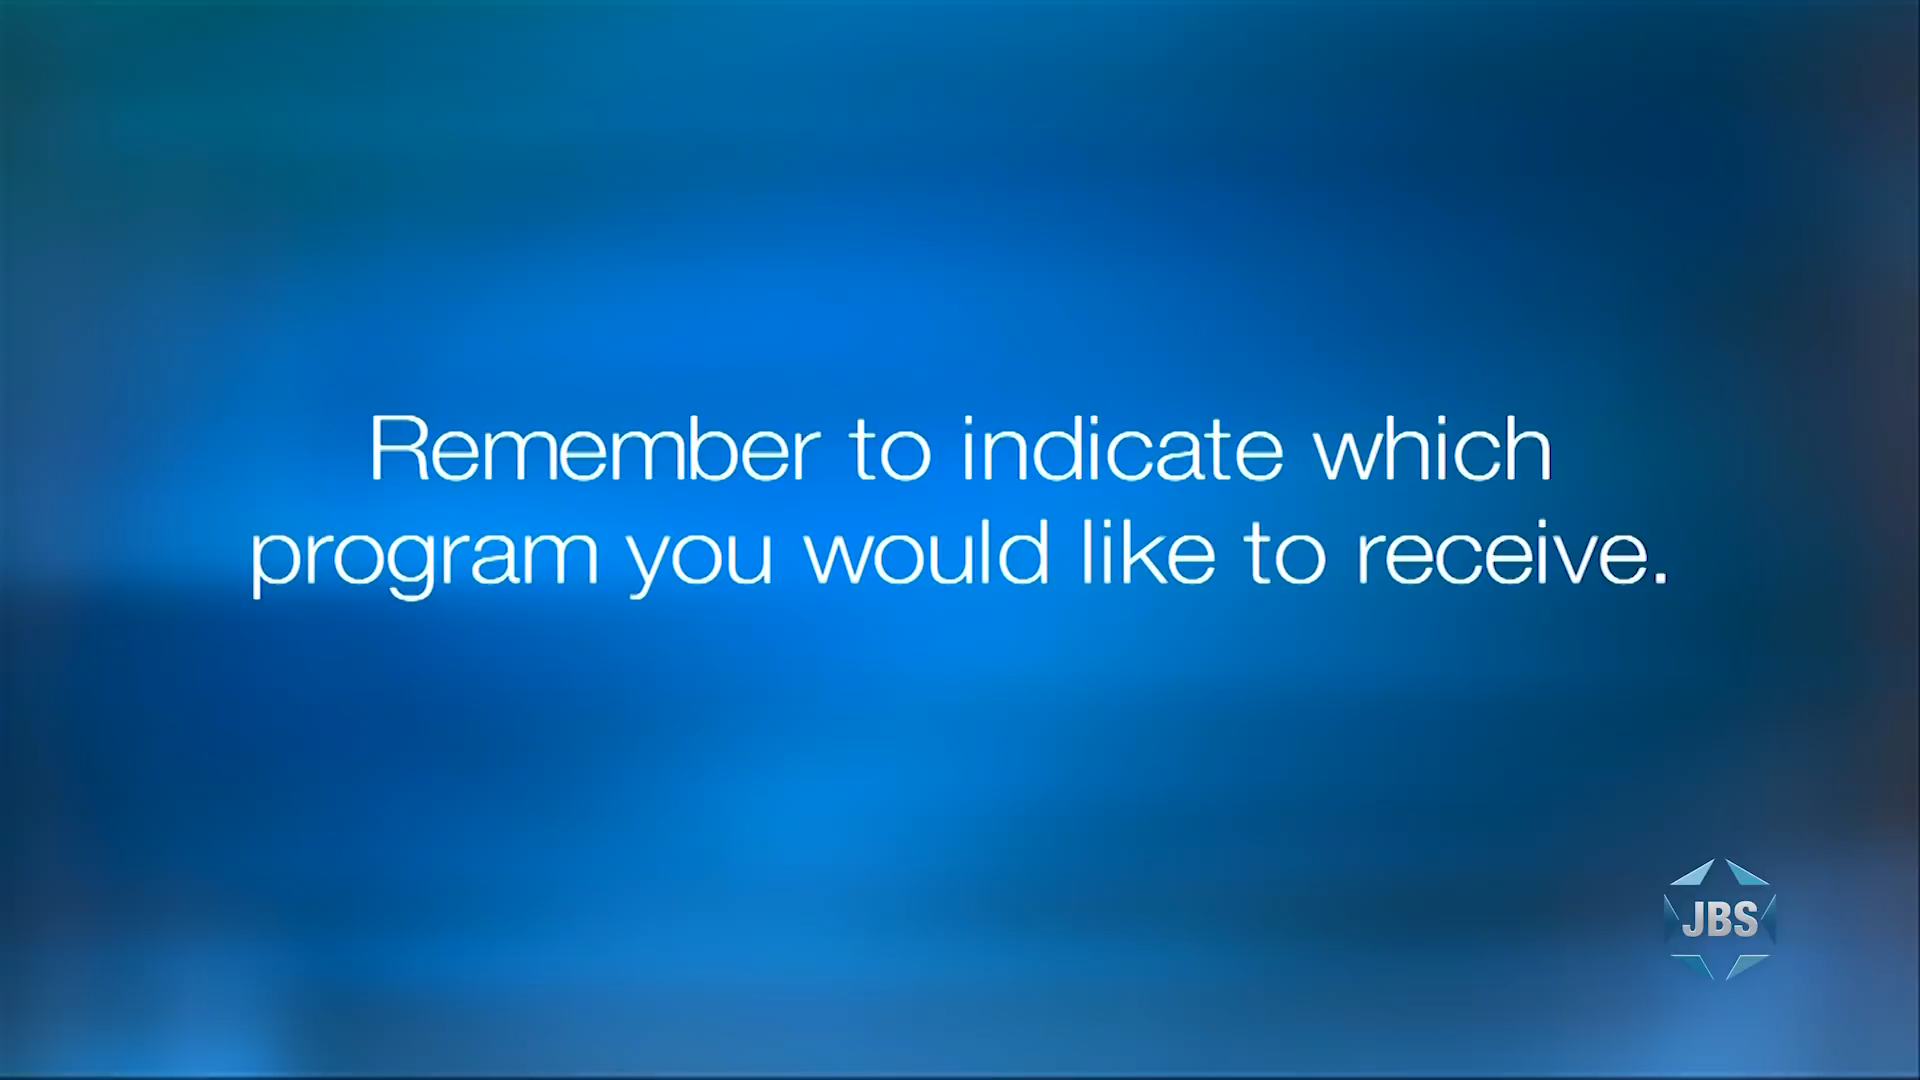 Remember to indicate which
program you would like to receive.
JBS